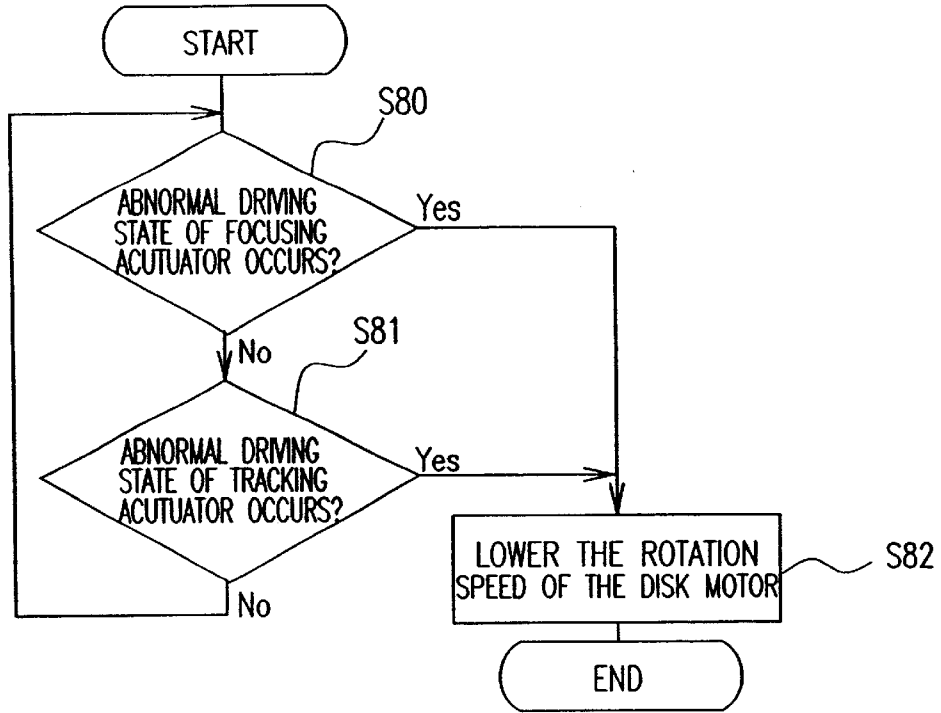 START
S80
ABNORMAL DRIVING
STATE OF FOCUSING
ACUTUATOR OCCURS?
Yes
No
S81
ABNORMAL DRIVING
STATE OF TRACKING
ACUTUATOR OCCURS?
Yes
No
LOWER THE ROTATION
SPEED OF THE DISK MOTOR
S82
END